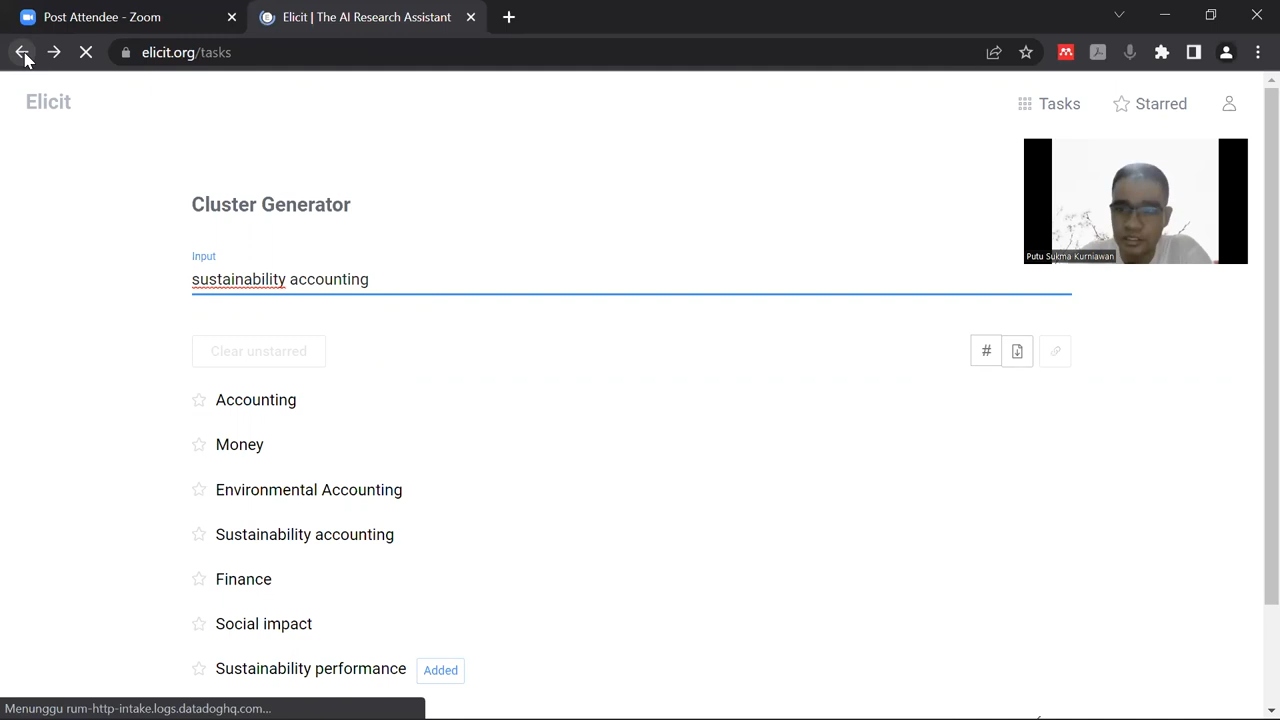 Post Attendee - Zoom
Elicit | The AI Research Assistant
elicit.org/tasks
Elicit
Tasks
Starred
Cluster Generator
Putu Sukma Kurniawan
Input
sustainability accounting
Clear unstarred
#
Accounting
Money
Environmental Accounting
Sustainability accounting
Finance
Social impact
Sustainability performance Added
Menunggu rum-http-intake.logs.datadoghq.com...